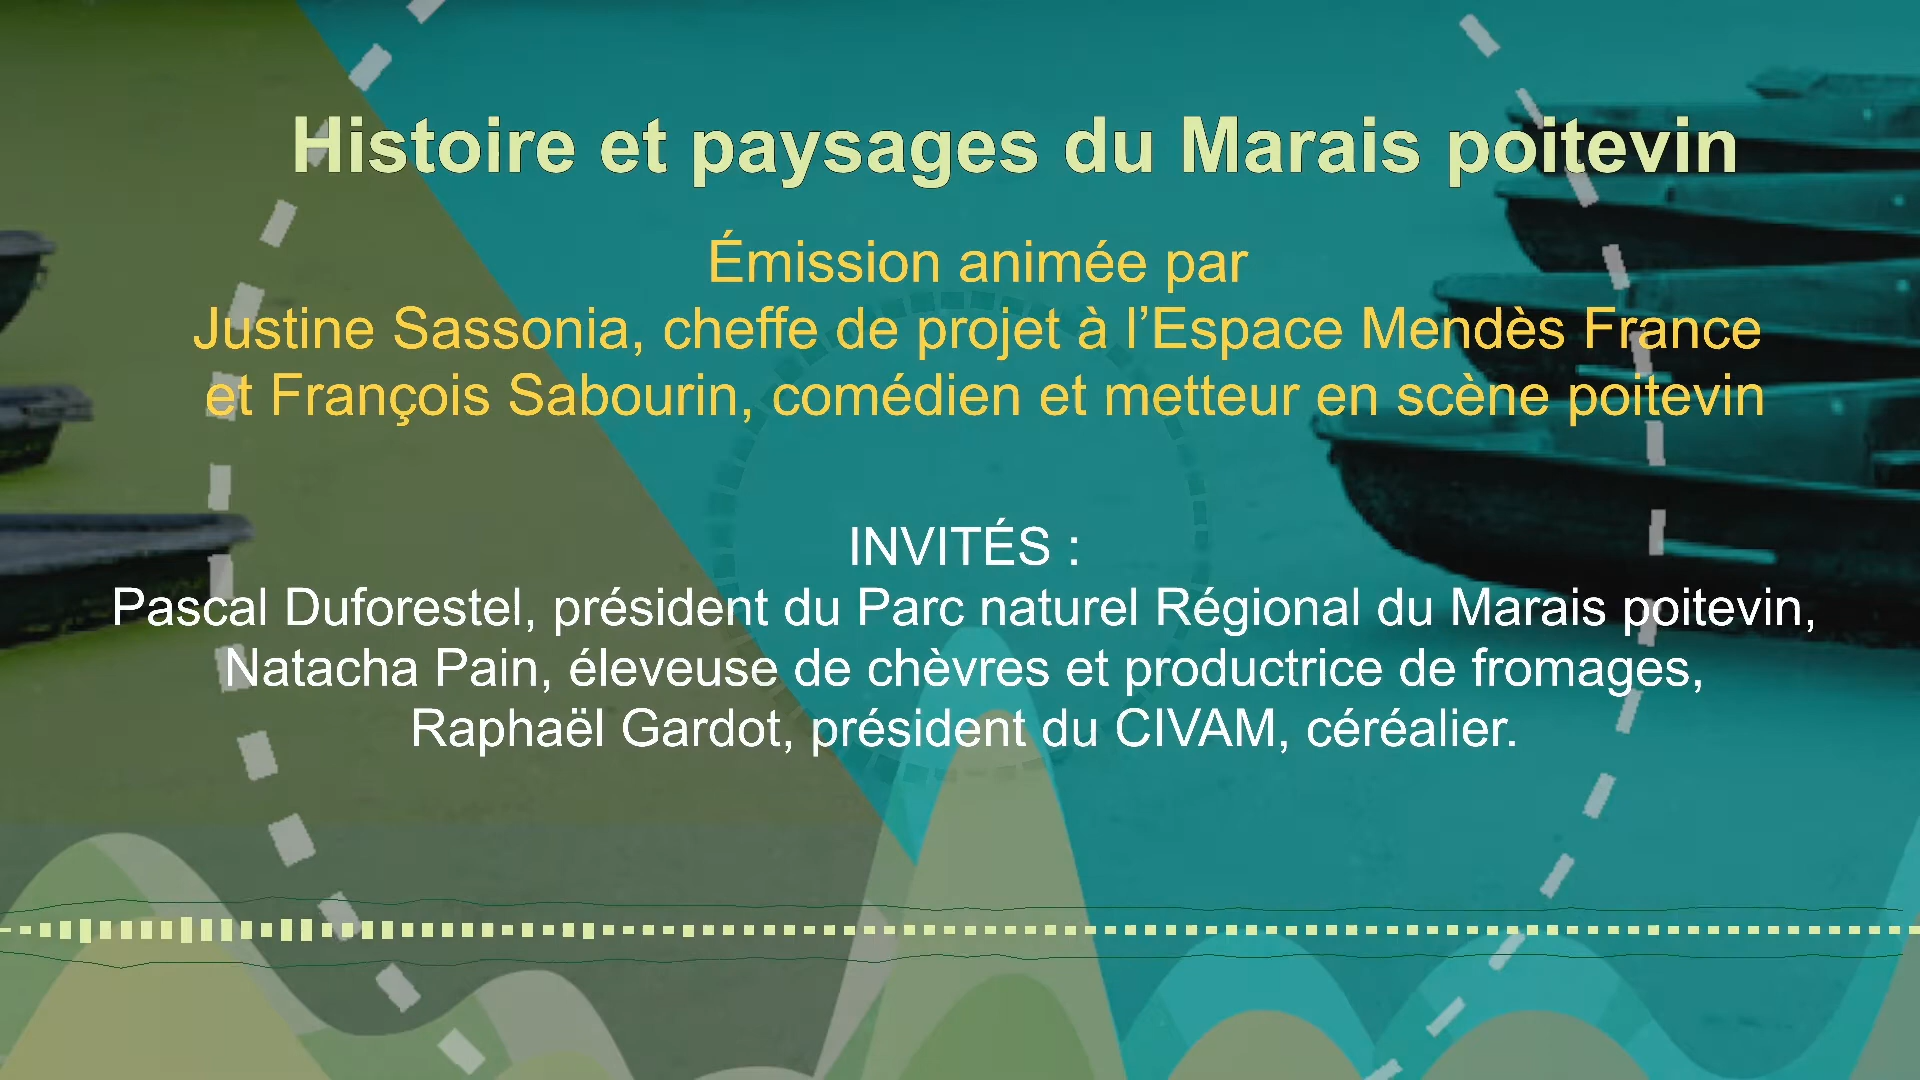 Histoire et paysages du Marais poitevin
Émission animée par
Justine Sassonia, cheffe de projet à l’Espace Mendès France
et François Sabourin, comédien et metteur en scène poitevin
INVITÉS :
Pascal Duforestel, président du Parc naturel Régional du Marais poitevin,
Natacha Pain, éleveuse de chèvres et productrice de fromages,
Raphaël Gardot, président du CIVAM, céréalier.